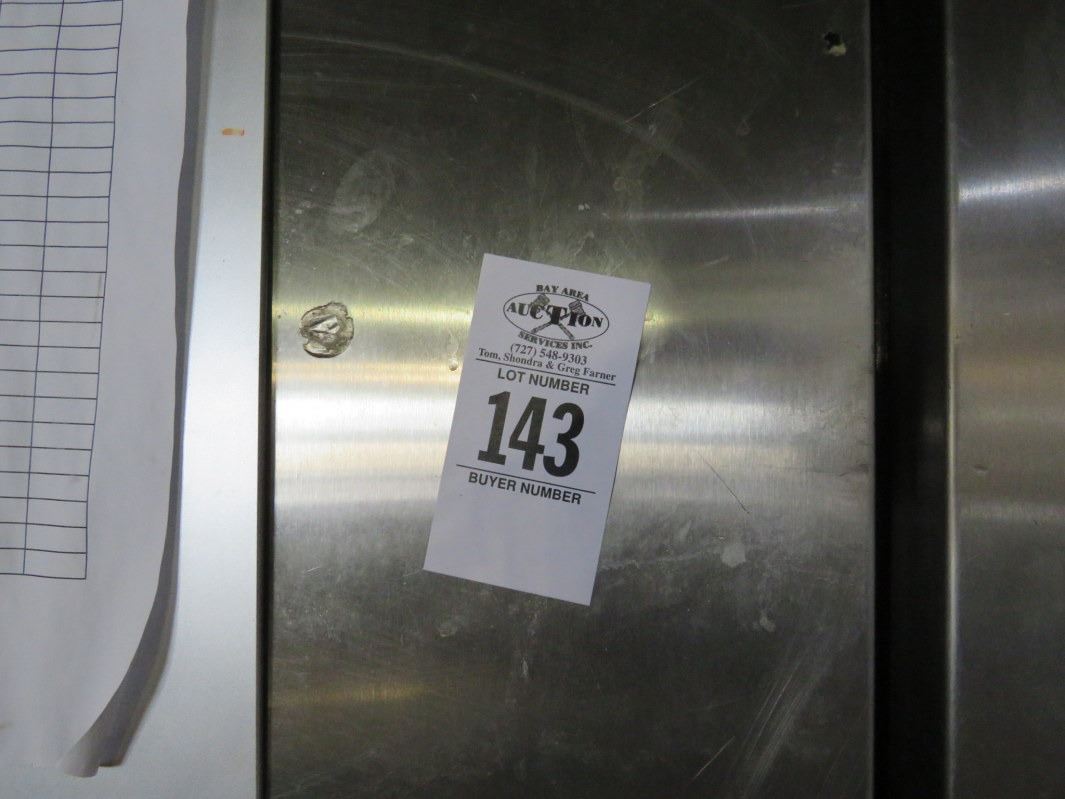 BAY AREA
AUCTION
SERVICES INC.
(727) 548-9303
Tom, Shondra & Greg Farner
LOT NUMBER
143
BUYER NUMBER